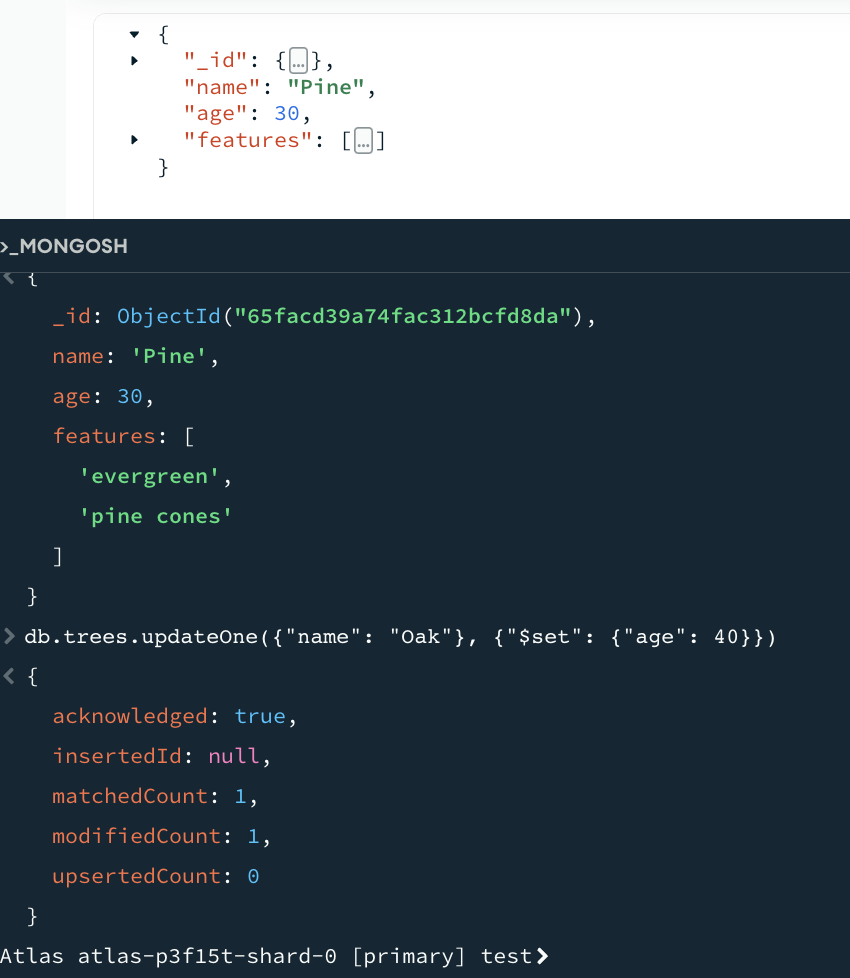 {
"_id": {…},
"name": "Pine",
"age": 30,
"features": […]
}
>_MONGOSH
{
_id: ObjectId("65facd39a74fac312bcfd8da"),
name: 'Pine',
age: 30,
features: [
'evergreen',
'pine cones'
]
}
db.trees.updateOne({"name": "Oak"}, {"$set": {"age": 40}})
{
acknowledged: true,
insertedId: null,
matchedCount: 1,
modifiedCount: 1,
upsertedCount: 0
}
Atlas atlas-p3f15t-shard-0 [primary] test>